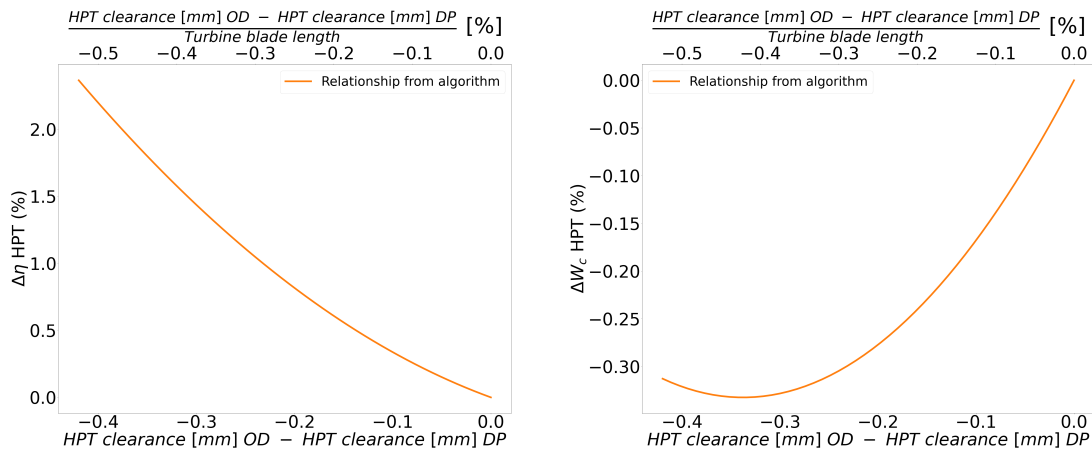 HPT clearance [mm] OD − HPT clearance [mm] DP
Turbine blade length
[%]
−0.5 −0.4 −0.3 −0.2 −0.1 0.0
Relationship from algorithm
2.0
1.5
1.0
0.5
0.0
Δη HPT (%)
−0.4 −0.3 −0.2 −0.1 0.0
HPT clearance [mm] OD − HPT clearance [mm] DP
HPT clearance [mm] OD − HPT clearance [mm] DP
Turbine blade length
[%]
−0.5 −0.4 −0.3 −0.2 −0.1 0.0
Relationship from algorithm
0.00
−0.05
−0.10
−0.15
−0.20
−0.25
−0.30
ΔW_c HPT (%)
−0.4 −0.3 −0.2 −0.1 0.0
HPT clearance [mm] OD − HPT clearance [mm] DP